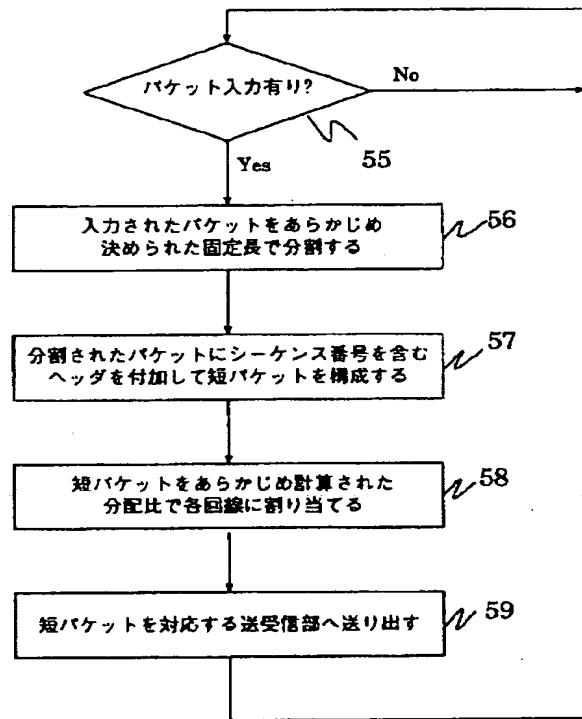 パケット入力有り?
No
55
Yes
入力されたパケットをあらかじめ
決められた固定長で分割する
56
分割されたパケットにシーケンス番号を含む
ヘッダを付加して短パケットを構成する
57
短パケットをあらかじめ計算された
分配比で各回線に割り当てる
58
短パケットを対応する送受信部へ送り出す
59